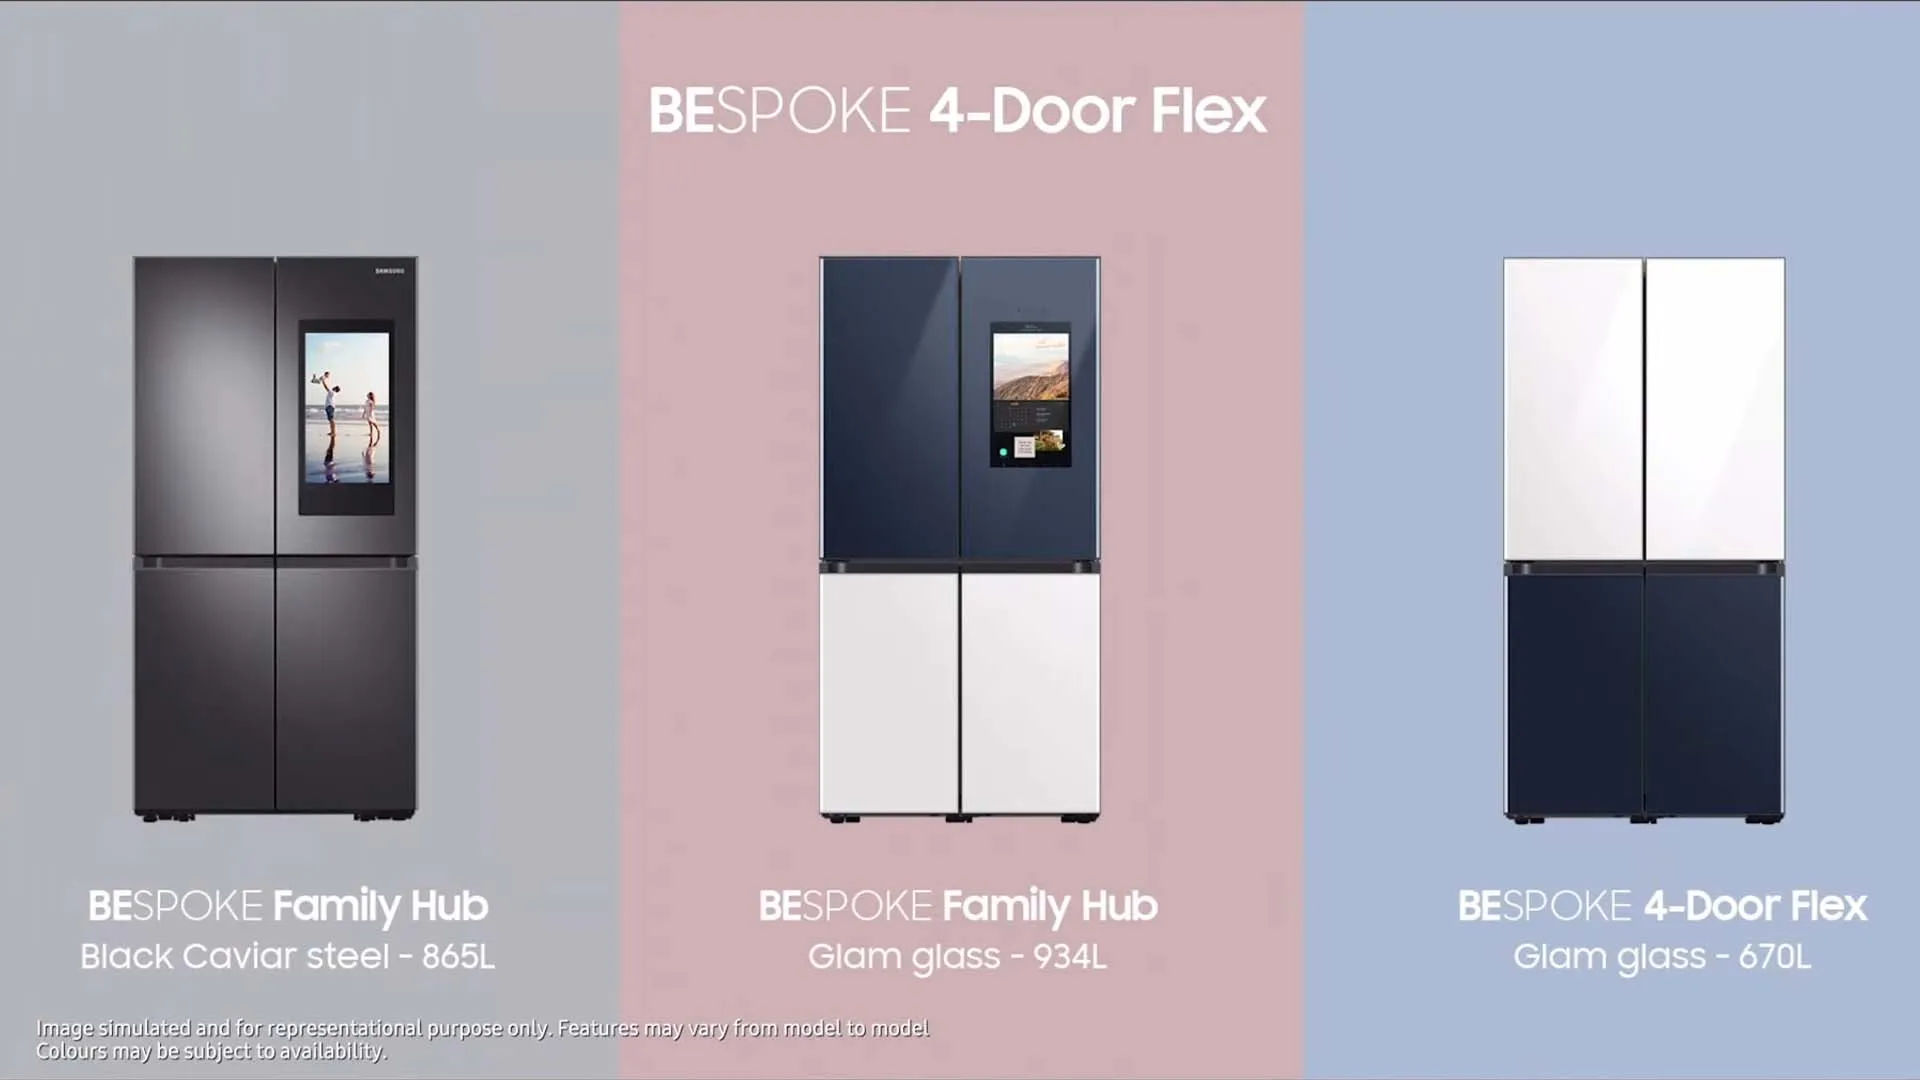 BESPOKE 4-Door Flex
SAMSUNG
BESPOKE Family Hub
Black Caviar steel - 865L
BESPOKE Family Hub
Glam glass - 934L
BESPOKE 4-Door Flex
Glam glass - 670L
Image simulated and for representational purpose only. Features may vary from model to model
Colours may be subject to availability.